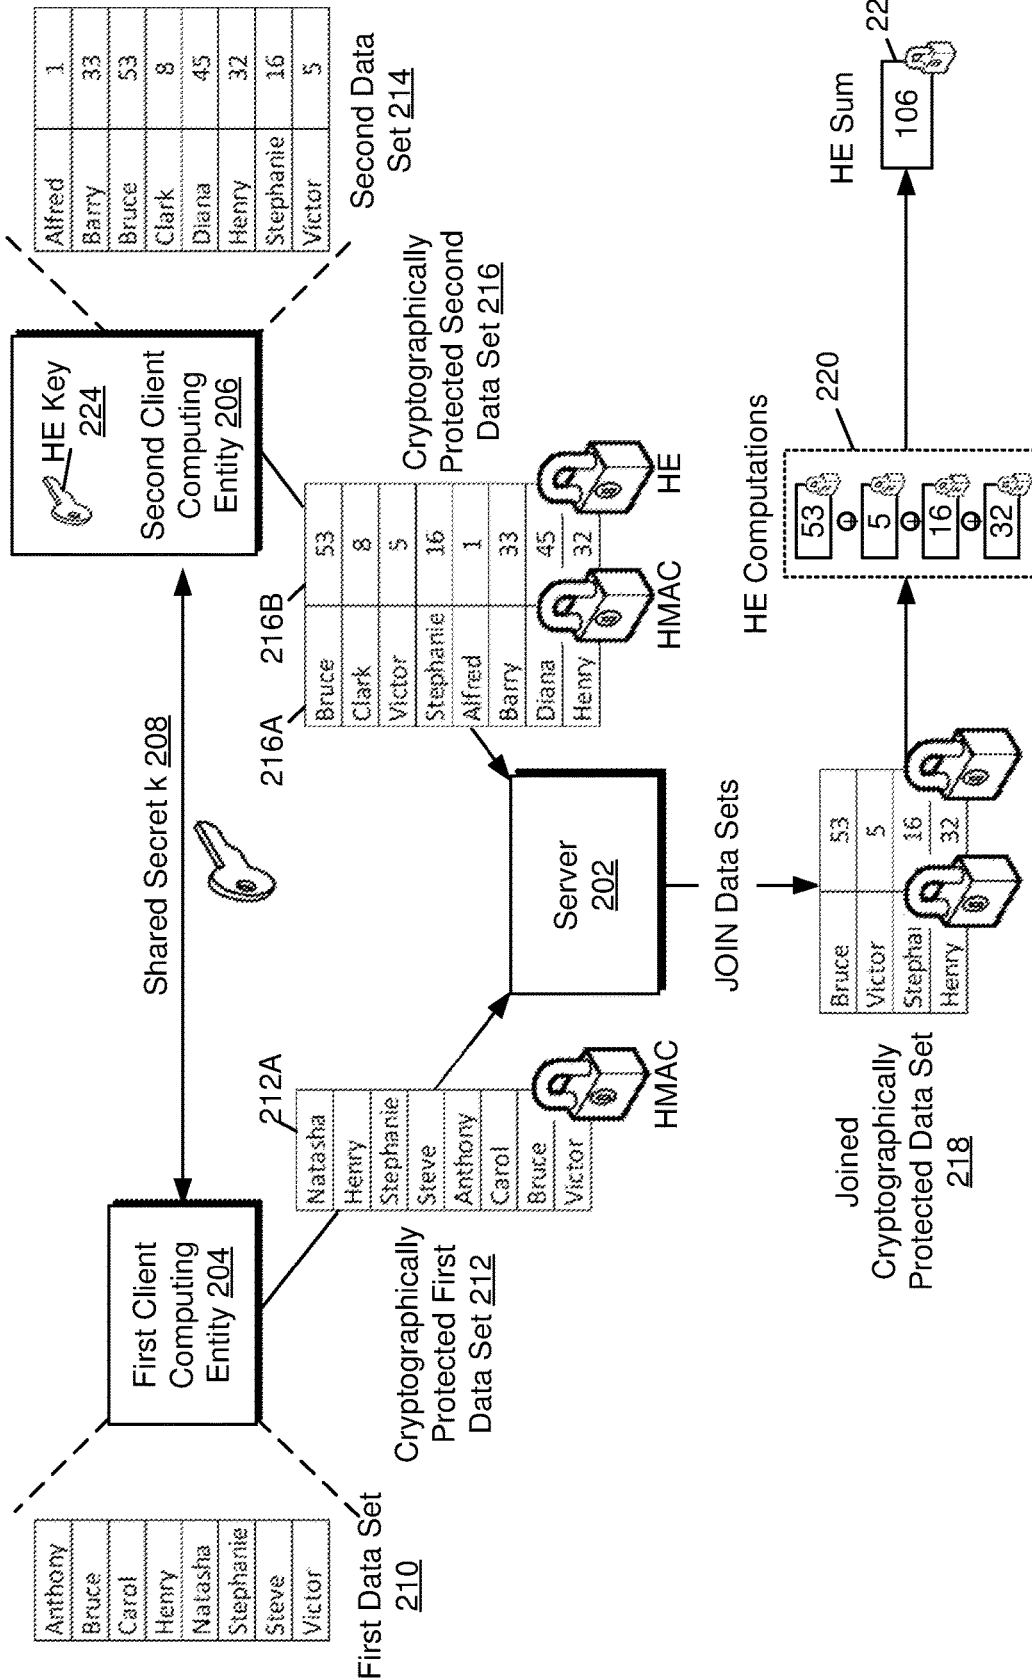 Anthony
Bruce
Carol
Henry
Natasha
Stephanie
Steve
Victor
First Data Set
210
First Client
Computing
Entity 204
Shared Secret k 208
HE Key
224
Second Client
Computing
Entity 206
Alfred 1
Barry 33
Bruce 53
Clark 8
Diana 45
Henry 32
Stephanie 16
Victor 5
Second Data
Set 214
212A
Natasha
Henry
Stephanie
Steve
Anthony
Carol
Bruce
Victor
HMAC
Cryptographically
Protected First
Data Set 212
216A
216B
Bruce 53
Clark 8
Victor 5
Stephanie 16
Alfred 1
Barry 33
Diana 45
Henry 32
HMAC
HE
Cryptographically
Protected Second
Data Set 216
Server
202
JOIN Data Sets
Bruce 53
Victor 5
Stephai 16
Henry 32
Joined
Cryptographically
Protected Data Set
218
HE Computations
220
53
5
16
32
HE Sum
106